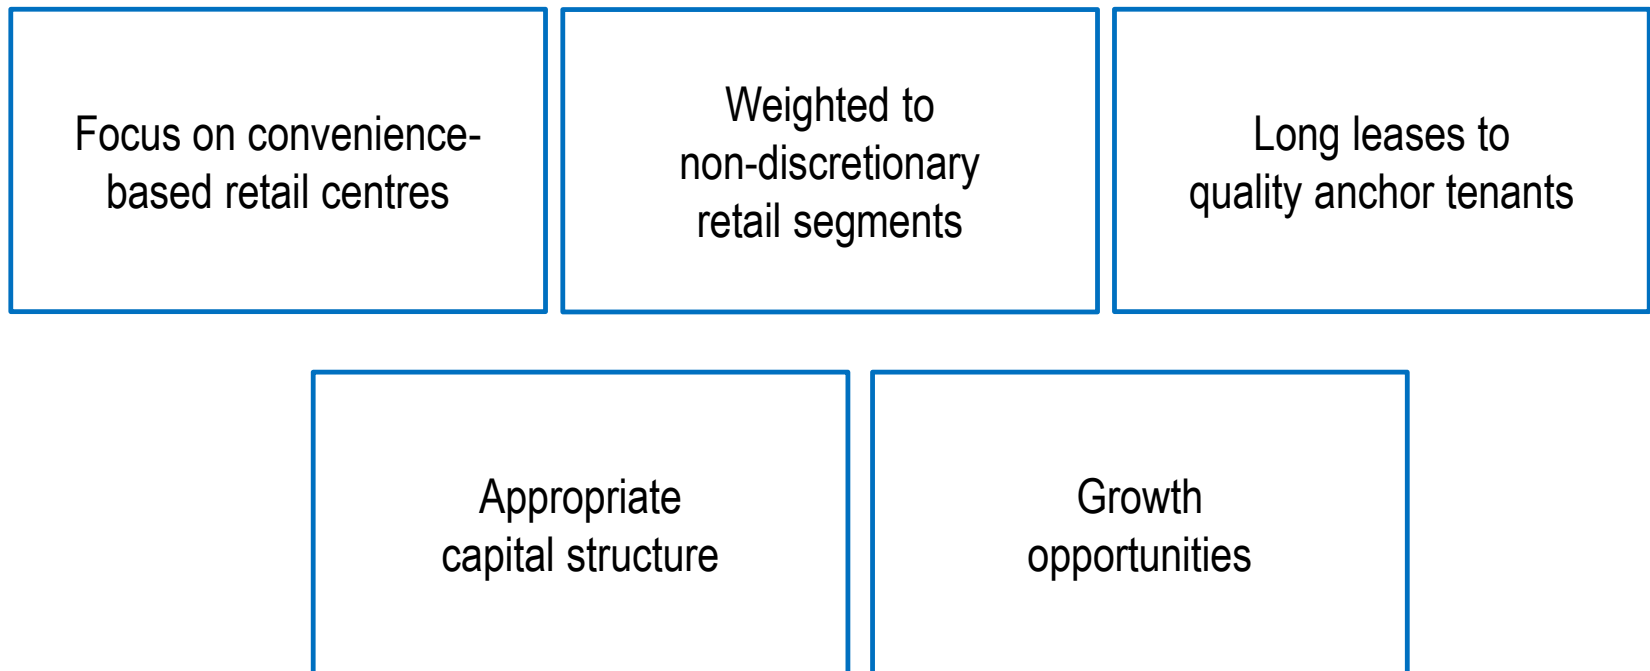 Focus on convenience-
based retail centres
Weighted to
non-discretionary
retail segments
Long leases to
quality anchor tenants
Appropriate
capital structure
Growth
opportunities